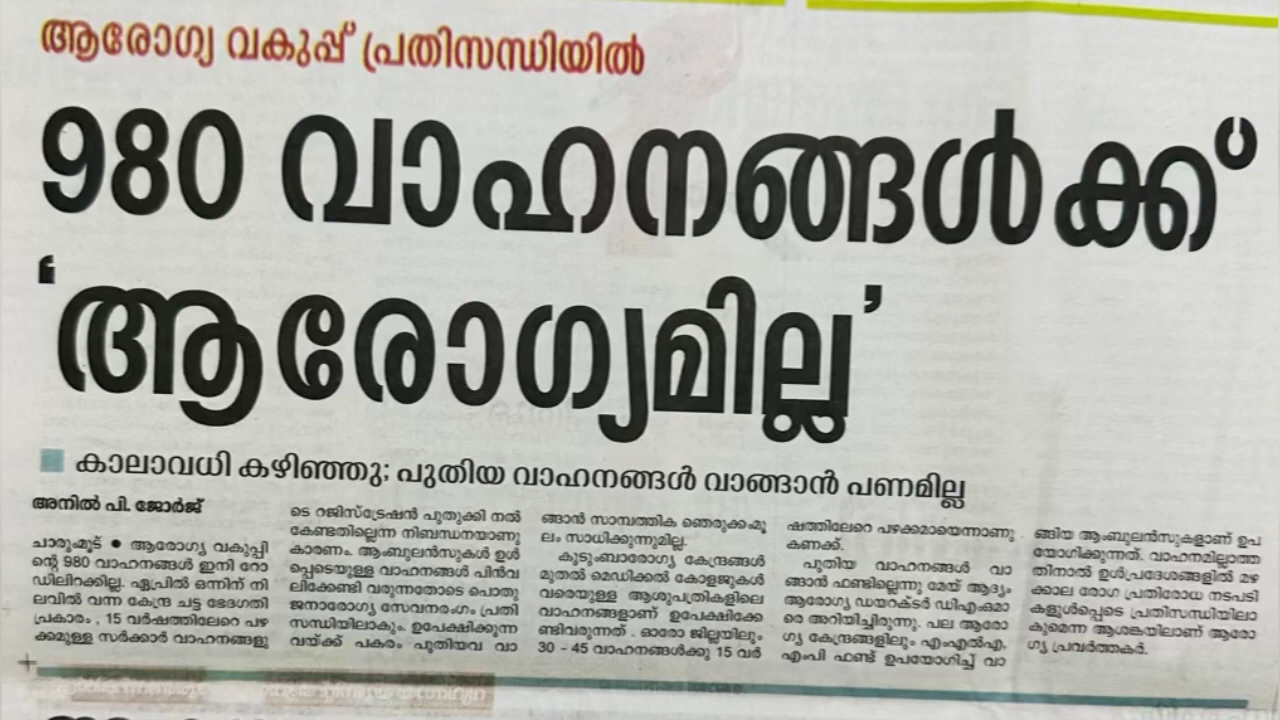 ആരോഗ്യ വകുപ്പ് പ്രതിസന്ധിയിൽ
980 വാഹനങ്ങൾക്ക്
‘ആരോഗ്യമില്ല’
കാലാവധി കഴിഞ്ഞു; പുതിയ വാഹനങ്ങൾ വാങ്ങാൻ പണമില്ല
അനിൽ പി. ജോർജ്
ചാരുംമൂട് ● ആരോഗ്യ വകുപ്പി
ന്റെ 980 വാഹനങ്ങൾ ഇനി റോ
ഡിലിറക്കില്ല. ഏപ്രിൽ ഒന്നിന് നി
ലവിൽ വന്ന കേന്ദ്ര ചട്ട ഭേദഗതി
പ്രകാരം , 15 വർഷത്തിലേറെ പഴ
ക്കമുള്ള സർക്കാർ വാഹനങ്ങളു
ടെ റജിസ്ട്രേഷൻ പുതുക്കി നൽ
കേണ്ടതില്ലെന്ന നിബന്ധനയാണു
കാരണം. ആംബുലൻസുകൾ ഉൾ
പ്പെടെയുള്ള വാഹനങ്ങൾ പിൻവ
ലിക്കേണ്ടി വരുന്നതോടെ പൊതു
ജനാരോഗ്യ സേവനരംഗം പ്രതി
സന്ധിയിലാകും. ഉപേക്ഷിക്കുന്ന
വയ്ക്ക് പകരം പുതിയവ വാ
ങ്ങാൻ സാമ്പത്തിക ഞെരുക്കംമൂ
ലം സാധിക്കുന്നുമില്ല.
കുടുംബാരോഗ്യ കേന്ദ്രങ്ങൾ
മുതൽ മെഡിക്കൽ കോളജുകൾ
വരെയുള്ള ആശുപത്രികളിലെ
വാഹനങ്ങളാണ് ഉപേക്ഷിക്കേ
ണ്ടിവരുന്നത് . ഓരോ ജില്ലയിലും
30 - 45 വാഹനങ്ങൾക്കു 15 വർ
ഷത്തിലേറെ പഴക്കമായെന്നാണു
കണക്ക്.
പുതിയ വാഹനങ്ങൾ വാ
ങ്ങാൻ ഫണ്ടില്ലെന്നു മേയ് ആദ്യം
ആരോഗ്യ ഡയറക്ടർ ഡിഎംഒമാ
രെ അറിയിച്ചിരുന്നു. പല ആരോ
ഗ്യ കേന്ദ്രങ്ങളിലും എംഎൽഎ,
എംപി ഫണ്ട് ഉപയോഗിച്ച് വാ
ങ്ങിയ ആംബുലൻസുകളാണ് ഉപ
യോഗിക്കുന്നത്. വാഹനമില്ലാത്ത
തിനാൽ ഉൾപ്രദേശങ്ങളിൽ മഴ
ക്കാല രോഗ പ്രതിരോധ നടപടി
കളുൾപ്പെടെ പ്രതിസന്ധിയിലാ
കുമെന്ന ആശങ്കയിലാണ് ആരോ
ഗ്യ പ്രവർത്തകർ.